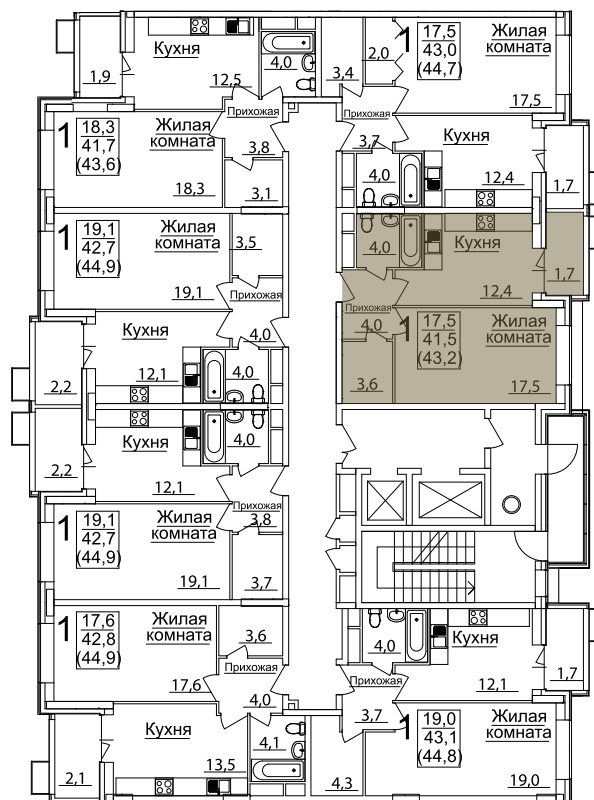 Кухня
1,9
12,5
4,0
3,4
2,0
1
17,5
43,0
(44,7)
Жилая
комната
17,5
Прихожая
1
18,3
41,7
(43,6)
Жилая
комната
18,3
3,8
3,1
Прихожая
3,7
Кухня
4,0
12,4
1,7
1
19,1
42,7
(44,9)
Жилая
комната
19,1
3,5
Прихожая
4,0
4,0
Кухня
12,4
1,7
Прихожая
4,0
1
17,5
41,5
(43,2)
Жилая
комната
17,5
3,6
Кухня
2,2
12,1
4,0
Кухня
2,2
12,1
4,0
Прихожая
3,8
1
19,1
42,7
(44,9)
Жилая
комната
19,1
3,7
1
17,6
42,8
(44,9)
Жилая
комната
17,6
3,6
Прихожая
4,0
4,0
Кухня
12,1
1,7
Прихожая
3,7
Кухня
2,1
13,5
4,1
4,3
1
19,0
43,1
(44,8)
Жилая
комната
19,0